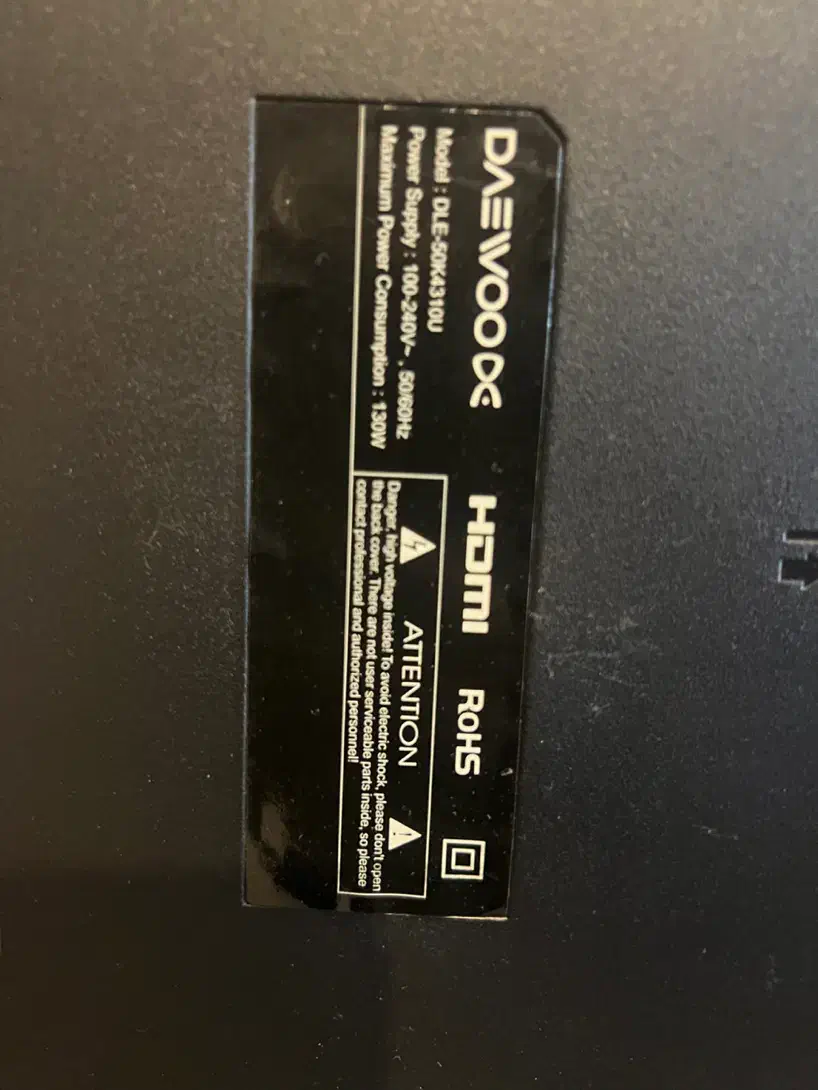 DAEWOO DE
HDMI
RoHS
Model : DLE-50K4310U
Power Supply : 100-240V~ , 50/60Hz
Maximum Power Consumption : 130W
ATTENTION
Danger, high voltage inside! To avoid electric shock, please don't open
the back cover. There are not user serviceable parts inside, so please
contact professional and authorized personnel!